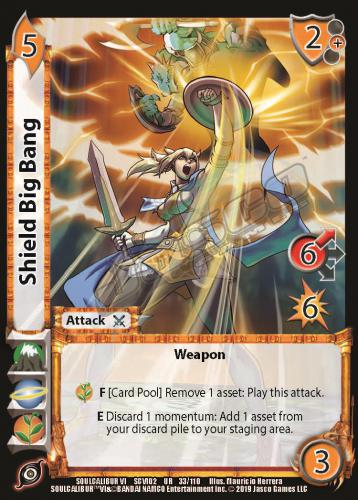 5
2
+
Shield Big Bang
6
6
Attack
Weapon
F [Card Pool] Remove 1 asset: Play this attack.
E Discard 1 momentum: Add 1 asset from
your discard pile to your staging area.
3
SOULCALIBUR VI SCVI02 UR 33/110 Illus. Mauricio Herrera
SOULCALIBUR™VI&©BANDAI NAMCO Entertainment Inc. © 2019 Jasco Games LLC